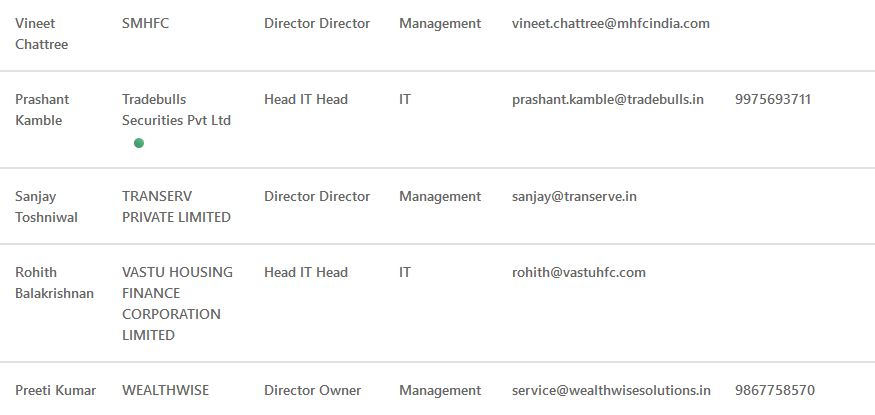 Vineet SMHFC Director Director Management vineet.chattree@mhfcindia.com
Chattree
Prashant Tradebulls Head IT Head IT prashant.kamble@tradebulls.in 9975693711
Kamble Securities Pvt Ltd
Sanjay TRANSERV Director Director Management sanjay@transerve.in
Toshniwal PRIVATE LIMITED
Rohith VASTU HOUSING Head IT Head IT rohith@vastuhfc.com
Balakrishnan FINANCE
CORPORATION
LIMITED
Preeti Kumar WEALTHWISE Director Owner Management service@wealthwisesolutions.in 9867758570